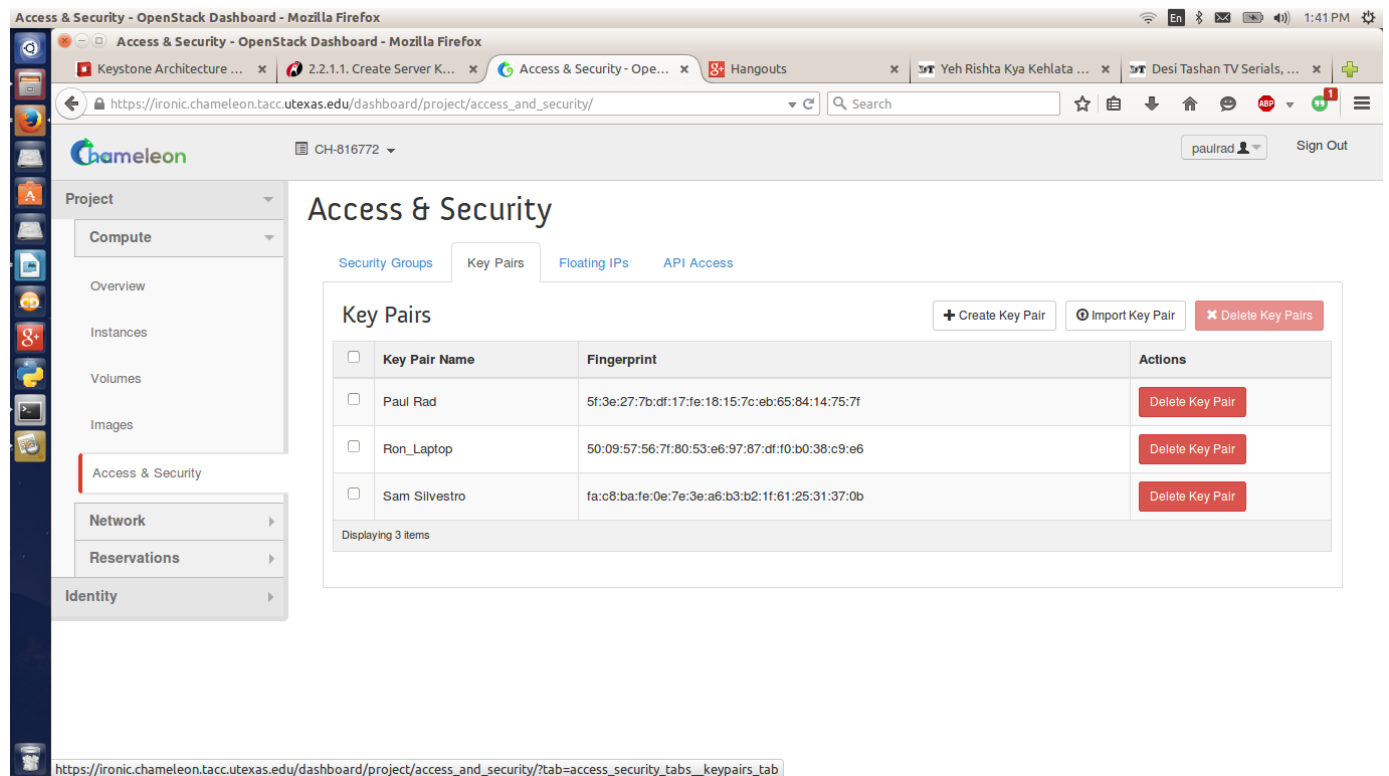 Access & Security - OpenStack Dashboard - Mozilla Firefox
En 1:41 PM
Access & Security - OpenStack Dashboard - Mozilla Firefox
Keystone Architecture ... 2.2.1.1. Create Server K... Access & Security - Ope... Hangouts Yeh Rishta Kya Kehlata ... Desi Tashan TV Serials, ...
https://ironic.chameleon.tacc.utexas.edu/dashboard/project/access_and_security/ Search ABP 1
Chameleon CH-816772 paulrad Sign Out
Project
Compute
Overview
Instances
Volumes
Images
Access & Security
Network
Reservations
Identity
Access & Security
Security Groups Key Pairs Floating IPs API Access
Key Pairs Create Key Pair Import Key Pair Delete Key Pairs
Key Pair Name Fingerprint Actions
Paul Rad 5f:3e:27:7b:df:17:fe:18:15:7c:eb:65:84:14:75:7f Delete Key Pair
Ron_Laptop 50:09:57:56:7f:80:53:e6:97:87:df:f0:b0:38:c9:e6 Delete Key Pair
Sam Silvestro fa:c8:ba:fe:0e:7e:3e:a6:b3:b2:1f:61:25:31:37:0b Delete Key Pair
Displaying 3 items
https://ironic.chameleon.tacc.utexas.edu/dashboard/project/access_and_security/?tab=access_security_tabs__keypairs_tab